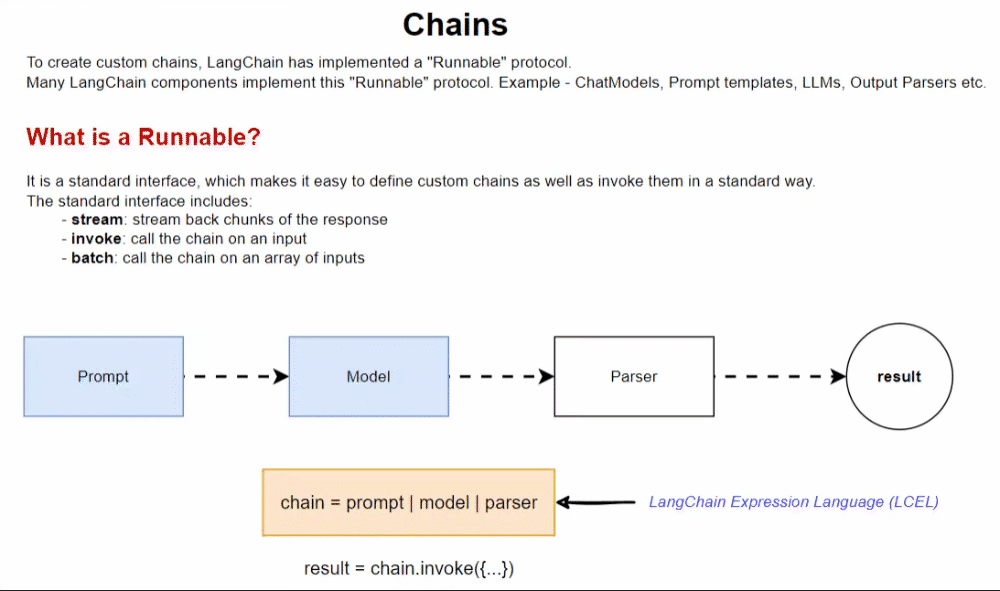 Chains
To create custom chains, LangChain has implemented a "Runnable" protocol.
Many LangChain components implement this "Runnable" protocol. Example - ChatModels, Prompt templates, LLMs, Output Parsers etc.
What is a Runnable?
It is a standard interface, which makes it easy to define custom chains as well as invoke them in a standard way.
The standard interface includes:
- stream: stream back chunks of the response
- invoke: call the chain on an input
- batch: call the chain on an array of inputs
Prompt
Model
Parser
result
chain = prompt | model | parser
LangChain Expression Language (LCEL)
result = chain.invoke({...})